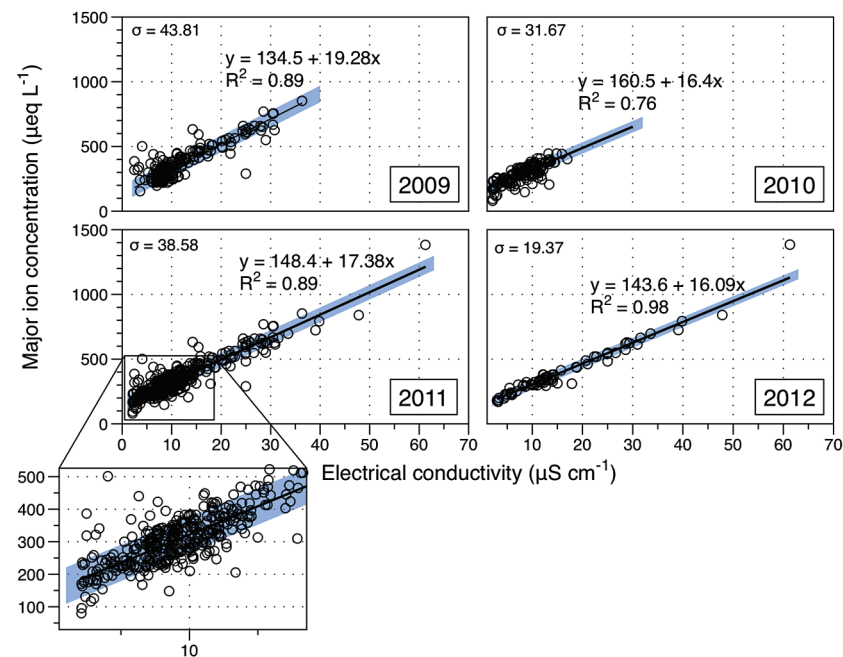 Major ion concentration (µeq L⁻¹)
1500
1000
500
0
σ = 43.81
y = 134.5 + 19.28x
R² = 0.89
2009
σ = 31.67
y = 160.5 + 16.4x
R² = 0.76
2010
1500
1000
500
0
σ = 38.58
y = 148.4 + 17.38x
R² = 0.89
2011
σ = 19.37
y = 143.6 + 16.09x
R² = 0.98
2012
0 10 20 30 40 50 60 70
10 20 30 40 50 60 70
Electrical conductivity (µS cm⁻¹)
500
400
300
200
100
10